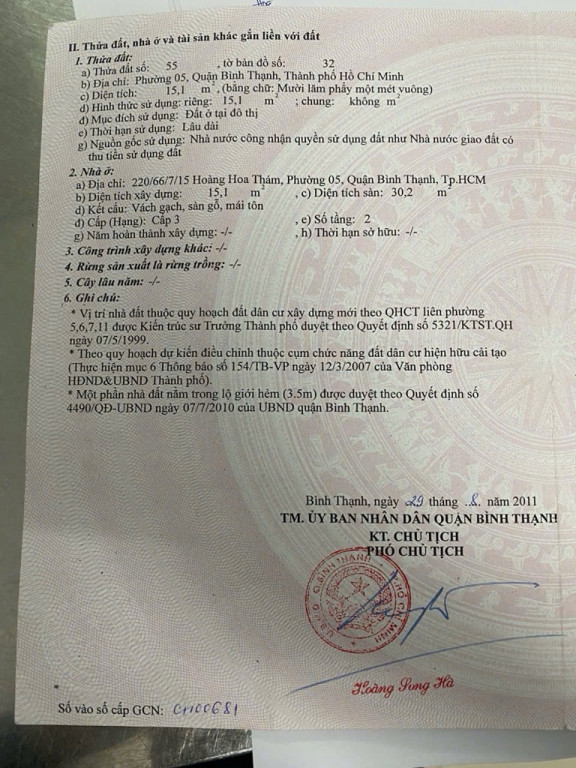 II. Thửa đất, nhà ở và tài sản khác gắn liền với đất
1. Thửa đất:
a) Thửa đất số: 55 , tờ bản đồ số: 32
b) Địa chỉ: Phường 05, Quận Bình Thạnh, Thành phố Hồ Chí Minh
c) Diện tích: 15,1 m², (bằng chữ: Mười lăm phẩy một mét vuông)
d) Hình thức sử dụng: riêng: 15,1 m² ; chung: không m²
đ) Mục đích sử dụng: Đất ở tại đô thị
e) Thời hạn sử dụng: Lâu dài
g) Nguồn gốc sử dụng: Nhà nước công nhận quyền sử dụng đất như Nhà nước giao đất có
thu tiền sử dụng đất
2. Nhà ở:
a) Địa chỉ: 220/66/7/15 Hoàng Hoa Thám, Phường 05, Quận Bình Thạnh, Tp.HCM
b) Diện tích xây dựng: 15,1 m² , c) Diện tích sàn: 30,2 m²
d) Kết cấu: Vách gạch, sàn gỗ, mái tôn
đ) Cấp (Hạng): Cấp 3 , e) Số tầng: 2
g) Năm hoàn thành xây dựng: -/- , h) Thời hạn sở hữu: -/-
3. Công trình xây dựng khác: -/-
4. Rừng sản xuất là rừng trồng: -/-
5. Cây lâu năm: -/-
6. Ghi chú:
* Vị trí nhà đất thuộc quy hoạch đất dân cư xây dựng mới theo QHCT liên phường
5,6,7,11 được Kiến trúc sư Trưởng Thành phố duyệt theo Quyết định số 5321/KTST.QH
ngày 07/5/1999.
* Theo quy hoạch dự kiến điều chỉnh thuộc cụm chức năng đất dân cư hiện hữu cải tạo
(Thực hiện mục 6 Thông báo số 154/TB-VP ngày 12/3/2007 của Văn phòng
HĐND&UBND Thành phố).
* Một phần nhà đất nằm trong lộ giới hẻm (3.5m) được duyệt theo Quyết định số
4490/QĐ-UBND ngày 07/7/2010 của UBND quận Bình Thạnh.
Bình Thạnh, ngày 29 tháng .8. năm 2011
TM. ỦY BAN NHÂN DÂN QUẬN BÌNH THẠNH
KT. CHỦ TỊCH
PHÓ CHỦ TỊCH
U.B.N.D Q.BÌNH THẠNH T.P HỒ CHÍ MINH
Hoàng Song Hà
Số vào sổ cấp GCN: CH00681